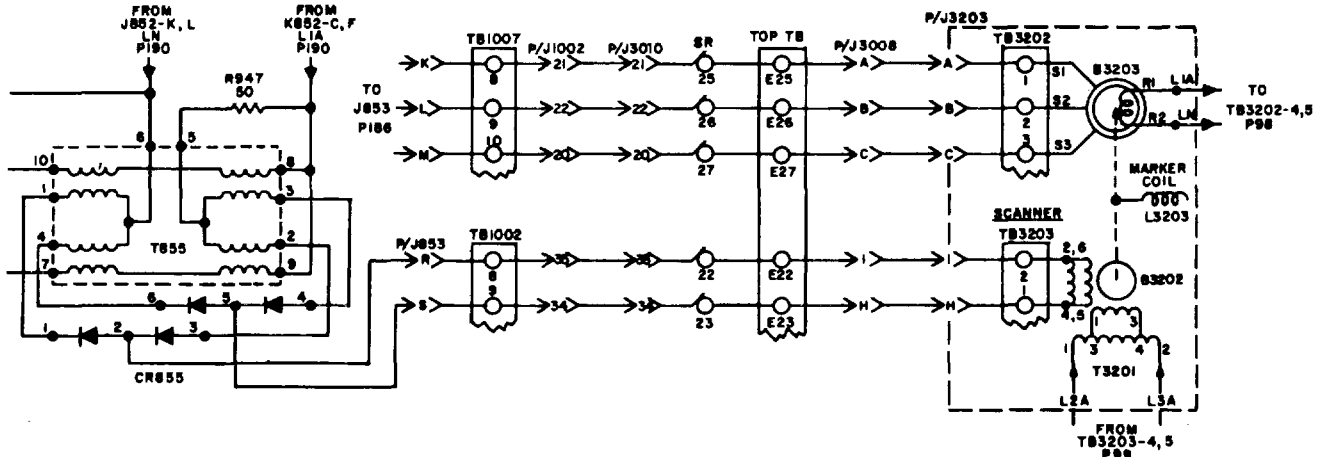 FROM
J852-K, L
LN
P190
FROM
K852-C, F
L1A
P190
R947
50
6 5
10 8
1 3
T855
4 2
7 9
6 5 4
1 2 3
CR855
TO
J853
P186
TB1007 P/J1002 P/J3010 SR TOP TB P/J3008 P/J3203 TB3202
K 8 21 21 25 E25 A A 1 S1
L 9 22 22 26 E26 B B 2 S2
M 10 20 20 27 E27 C C 3 S3
B3203
R1 L1A
R2 LN
TO
TB3202-4,5
P98
MARKER
COIL
L3203
SCANNER
P/J853 TB1002 TB3203
R 8 22 E22 I I 2 2,6
S 9 34 34 23 E23 H H 1 4,5
B3202
1 3
1 3 4 2
T3201
L2A L3A
FROM
TB3203-4,5
P98